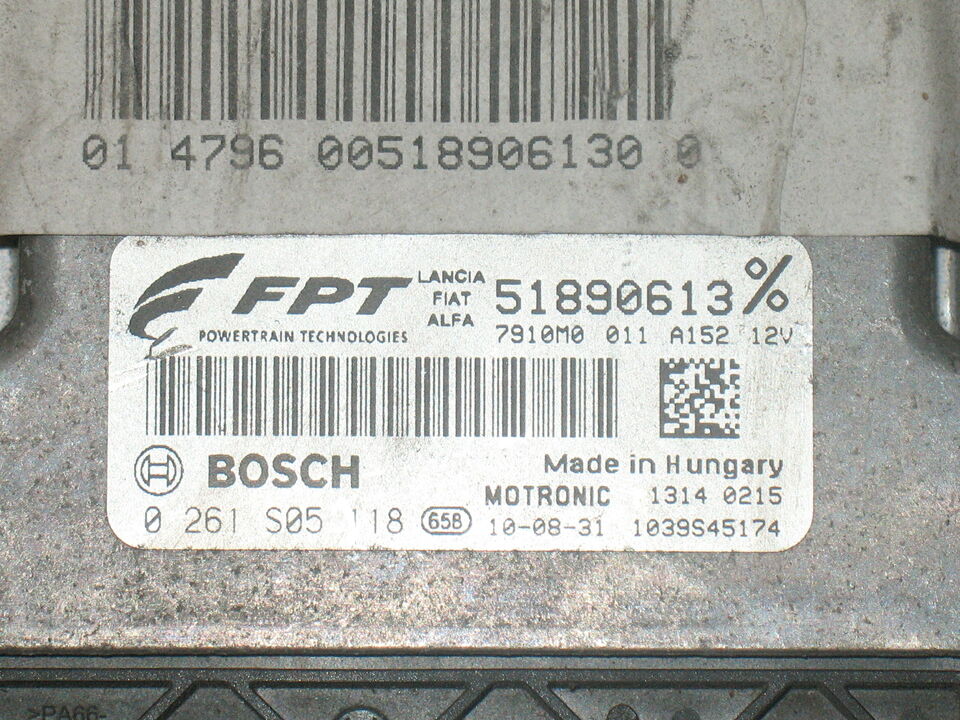 01 4796 00518906130 0
FPT
POWERTRAIN TECHNOLOGIES
LANCIA
FIAT
ALFA
51890613 %
7910M0 011 A152 12V
BOSCH
Made in Hungary
MOTRONIC 1314 0215
0 261 S05 118 658 10-08-31 1039S45174
>PA66-